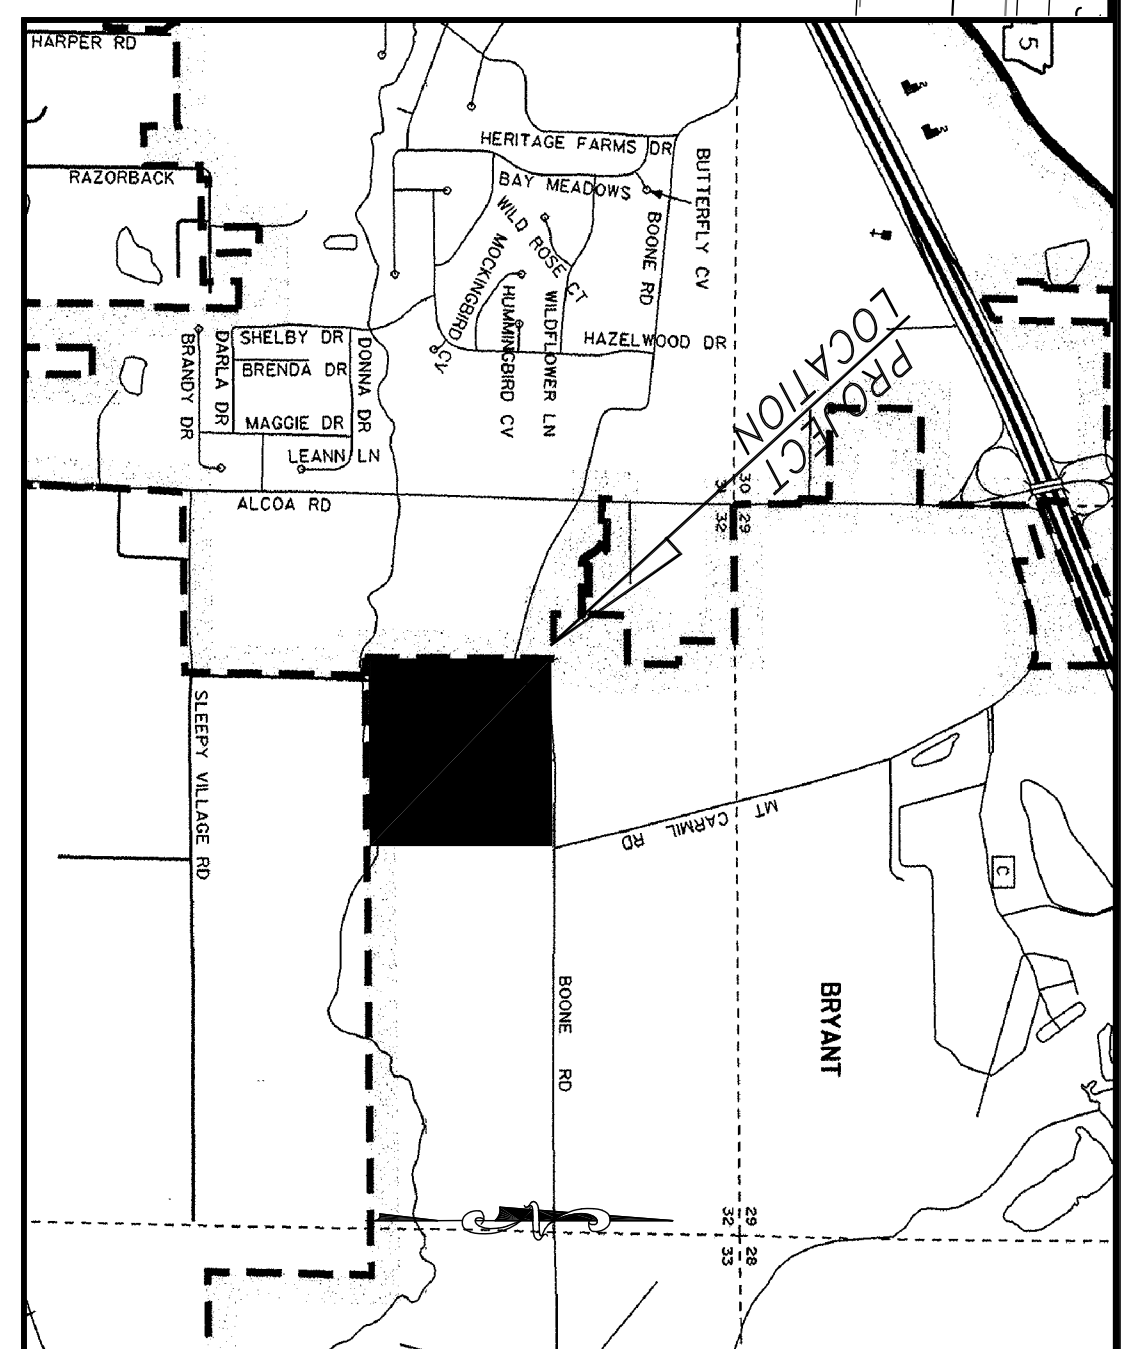 5
HARPER RD
HERITAGE FARMS DR
RAZORBACK
BAY MEADOWS
BUTTERFLY CV
WILD ROSE CT
BOONE RD
MOCKINGBIRD CV
HUMMINGBIRD CV
WILDFLOWER LN
HAZELWOOD DR
PROJECT
LOCATION
SHELBY DR
BRENDA DR
DONNA DR
DARLA DR
BRANDY DR
MAGGIE DR
LEANN LN
ALCOA RD
31 30
32 29
SLEEPY VILLAGE RD
MT CARMIL RD
C
BOONE RD
BRYANT
N
32 29
33 28